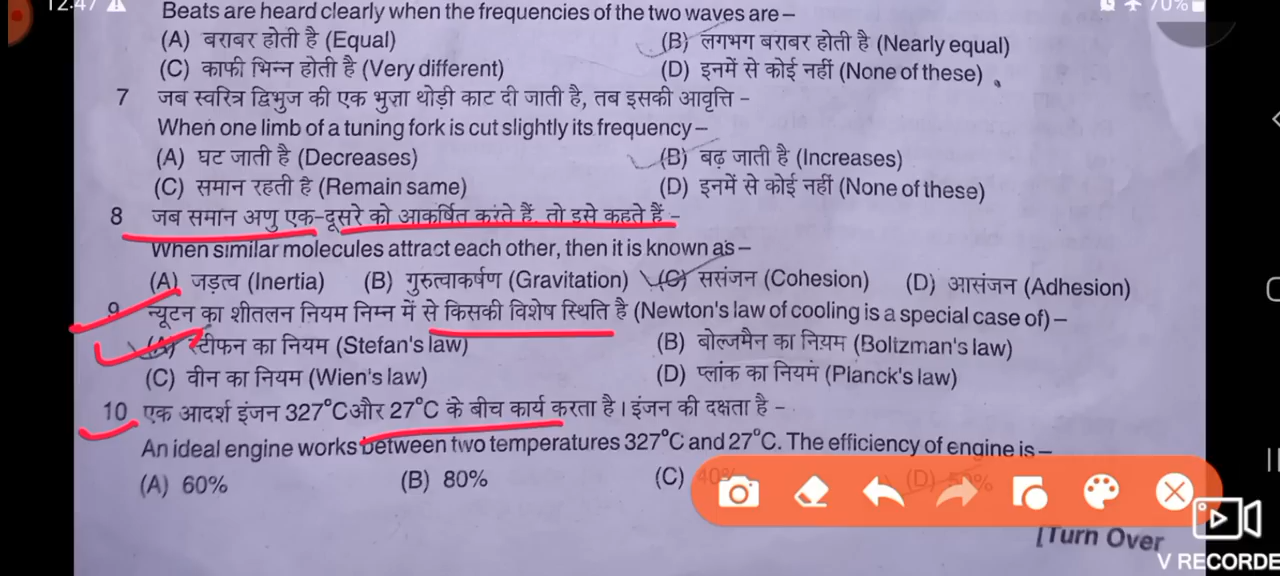 12:47
70%
Beats are heard clearly when the frequencies of the two waves are –
(A) बराबर होती है (Equal) (B) लगभग बराबर होती है (Nearly equal)
(C) काफी भिन्न होती है (Very different) (D) इनमें से कोई नहीं (None of these)
7 जब स्वरित्र द्विभुज की एक भुजा थोड़ी काट दी जाती है, तब इसकी आवृत्ति –
When one limb of a tuning fork is cut slightly its frequency –
(A) घट जाती है (Decreases) (B) बढ़ जाती है (Increases)
(C) समान रहती है (Remain same) (D) इनमें से कोई नहीं (None of these)
8 जब समान अणु एक-दूसरे को आकर्षित करते हैं, तो इसे कहते हैं –
When similar molecules attract each other, then it is known as –
(A) जड़त्व (Inertia) (B) गुरुत्वाकर्षण (Gravitation) (C) ससंजन (Cohesion) (D) आसंजन (Adhesion)
9 न्यूटन का शीतलन नियम निम्न में से किसकी विशेष स्थिति है (Newton's law of cooling is a special case of) –
(A) स्टीफन का नियम (Stefan's law) (B) बोल्जमैन का नियम (Boltzman's law)
(C) वीन का नियम (Wien's law) (D) प्लांक का नियम (Planck's law)
10 एक आदर्श इंजन 327°C और 27°C के बीच कार्य करता है। इंजन की दक्षता है –
An ideal engine works between two temperatures 327°C and 27°C. The efficiency of engine is –
(A) 60% (B) 80% (C) 40% (D)
[Turn Over
V RECORDE